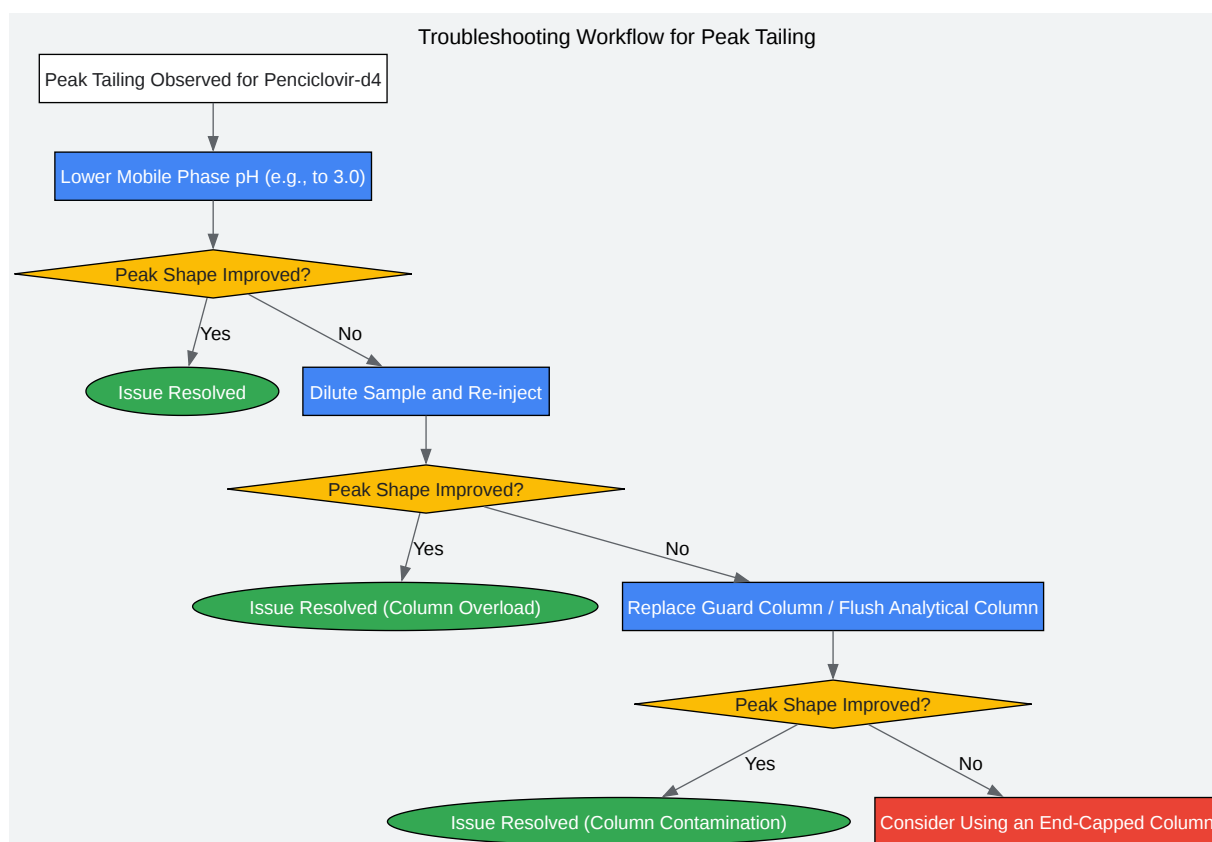 Troubleshooting Workflow for Peak Tailing
Peak Tailing Observed for Penciclovir-d4
Lower Mobile Phase pH (e.g., to 3.0)
Peak Shape Improved?
Yes
No
Issue Resolved
Dilute Sample and Re-inject
Peak Shape Improved?
Yes
No
Issue Resolved (Column Overload)
Replace Guard Column / Flush Analytical Column
Peak Shape Improved?
Yes
No
Issue Resolved (Column Contamination)
Consider Using an End-Capped Column